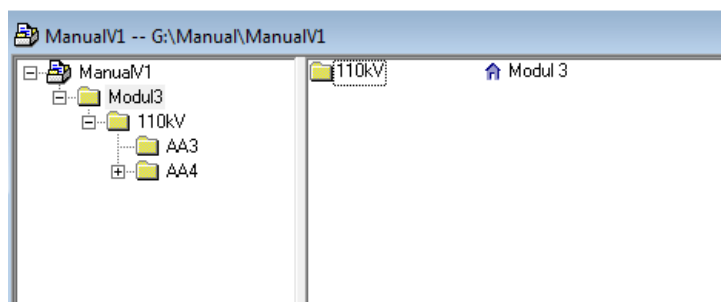 ManualV1 -- G:\Manual\ManualV1
ManualV1
Modul3
110kV
AA3
AA4
110kV
Modul 3